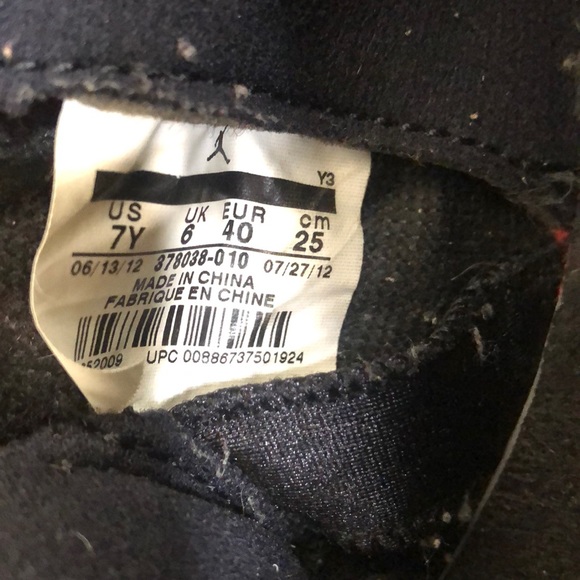 Y3
US UK EUR cm
7Y 6 40 25
06/13/12 378038-010 07/27/12
MADE IN CHINA
FABRIQUE EN CHINE
UPC 00886737501924